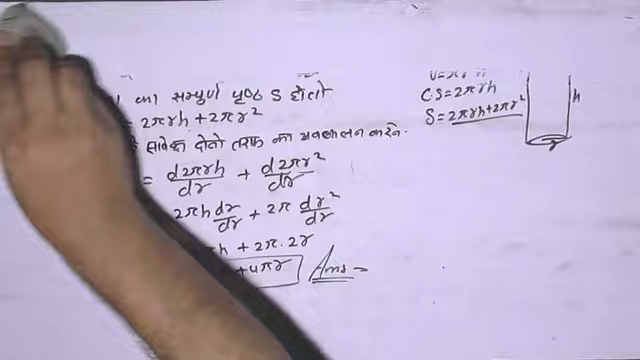 का सम्पूर्ण पृष्ठ S होतो
= 2πrh + 2πr²
सापेक्ष दोनो तरफ का अवकलन करने.
= d2πrh/dr + d2πr²/dr
2πh dr/dr + 2π dr²/dr
h + 2π. 2r
+ 4πr Ans =
CS = 2πrh
S = 2πrh + 2πr²
h
r